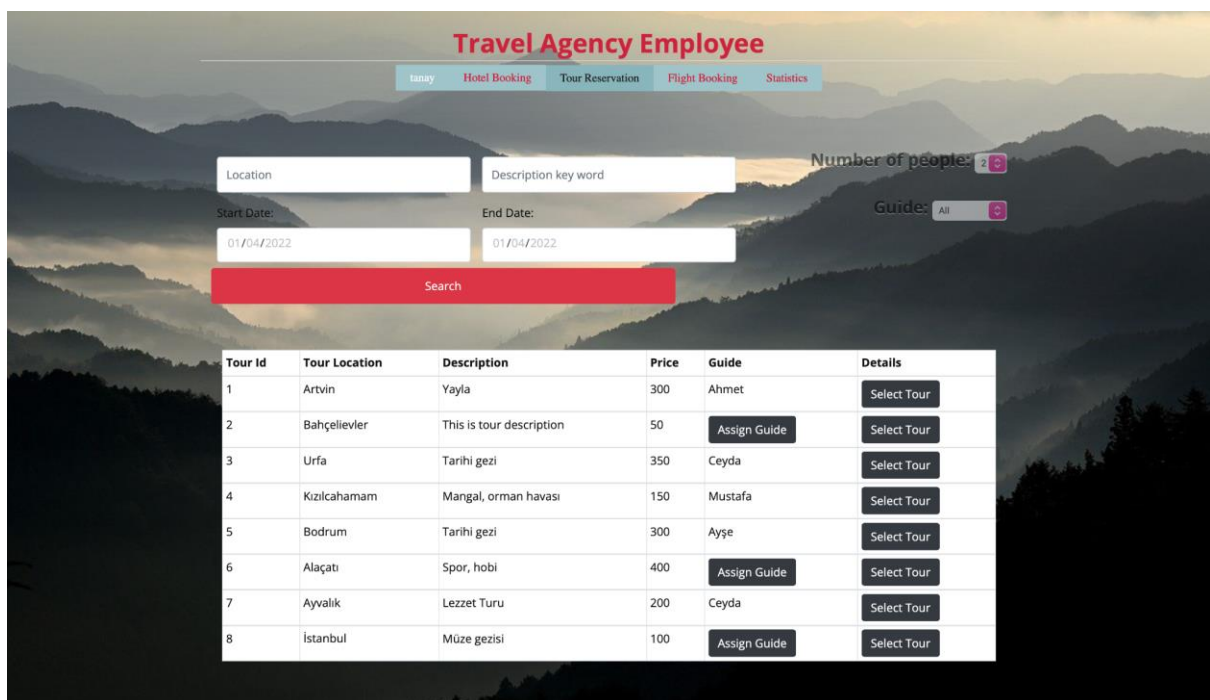 Travel Agency Employee
tanay Hotel Booking Tour Reservation Flight Booking Statistics
Number of people: 2
Location Description key word
Guide: All
Start Date: End Date:
01/04/2022 01/04/2022
Search
Tour Id Tour Location Description Price Guide Details
1 Artvin Yayla 300 Ahmet Select Tour
2 Bahçelievler This is tour description 50 Assign Guide Select Tour
3 Urfa Tarihi gezi 350 Ceyda Select Tour
4 Kızılcahamam Mangal, orman havası 150 Mustafa Select Tour
5 Bodrum Tarihi gezi 300 Ayşe Select Tour
6 Alaçatı Spor, hobi 400 Assign Guide Select Tour
7 Ayvalık Lezzet Turu 200 Ceyda Select Tour
8 İstanbul Müze gezisi 100 Assign Guide Select Tour